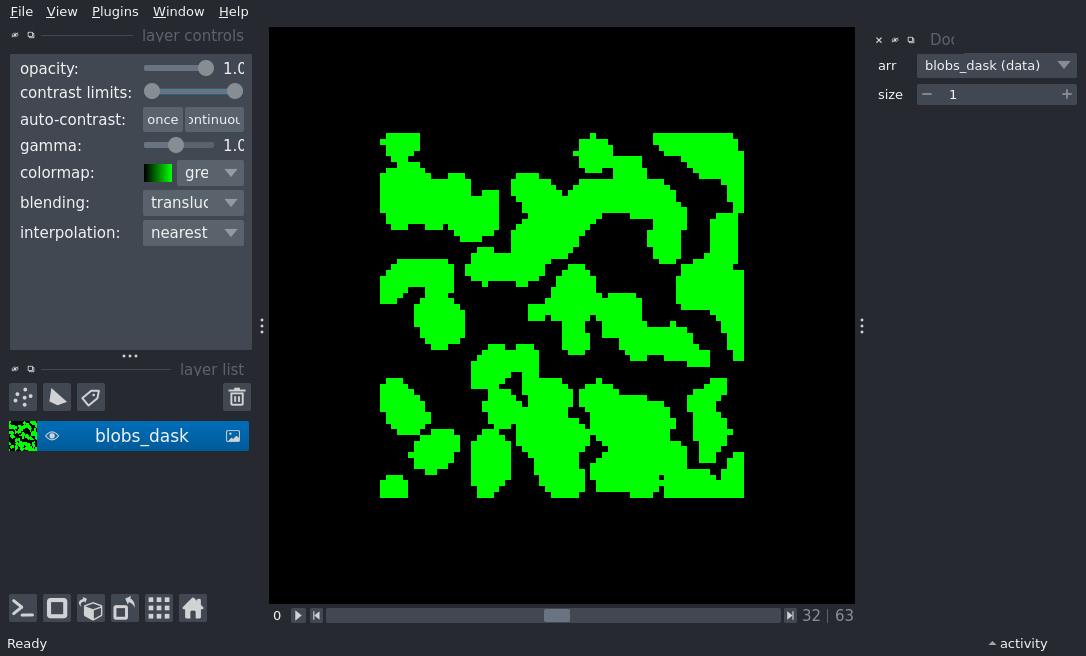 File View Plugins Window Help
layer controls
opacity: 1.0
contrast limits:
auto-contrast: once ontinuou
gamma: 1.0
colormap: gre
blending: transluc
interpolation: nearest
layer list
blobs_dask
Ready
0 32 | 63
Doc
arr blobs_dask (data)
size − 1 +
activity